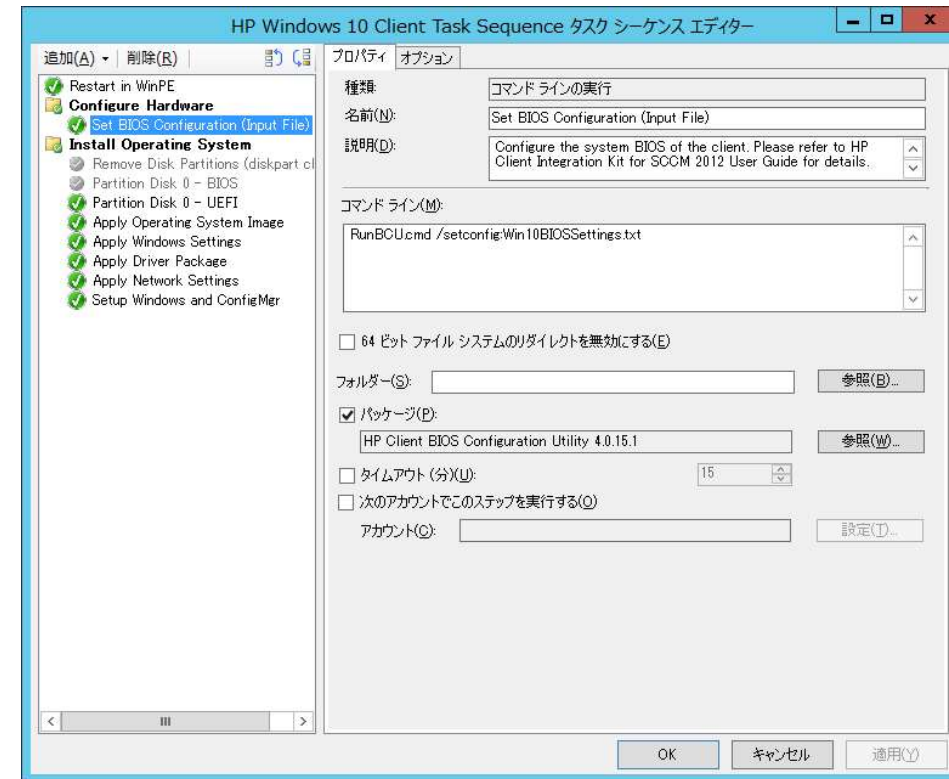 HP Windows 10 Client Task Sequence タスク シーケンス エディター
追加(A) 削除(R)
Restart in WinPE
Configure Hardware
Set BIOS Configuration (Input File)
Install Operating System
Remove Disk Partitions (diskpart cl
Partition Disk 0 - BIOS
Partition Disk 0 - UEFI
Apply Operating System Image
Apply Windows Settings
Apply Driver Package
Apply Network Settings
Setup Windows and ConfigMgr
プロパティ オプション
種類: コマンド ラインの実行
名前(N): Set BIOS Configuration (Input File)
説明(D): Configure the system BIOS of the client. Please refer to HP
Client Integration Kit for SCCM 2012 User Guide for details.
コマンド ライン(M):
RunBCU.cmd /setconfig:Win10BIOSSettings.txt
64 ビット ファイル システムのリダイレクトを無効にする(E)
フォルダー(S): 参照(B)...
パッケージ(P):
HP Client BIOS Configuration Utility 4.0.15.1 参照(W)...
タイムアウト (分)(U): 15
次のアカウントでこのステップを実行する(O)
アカウント(C): 設定(T)...
OK キャンセル 適用(Y)